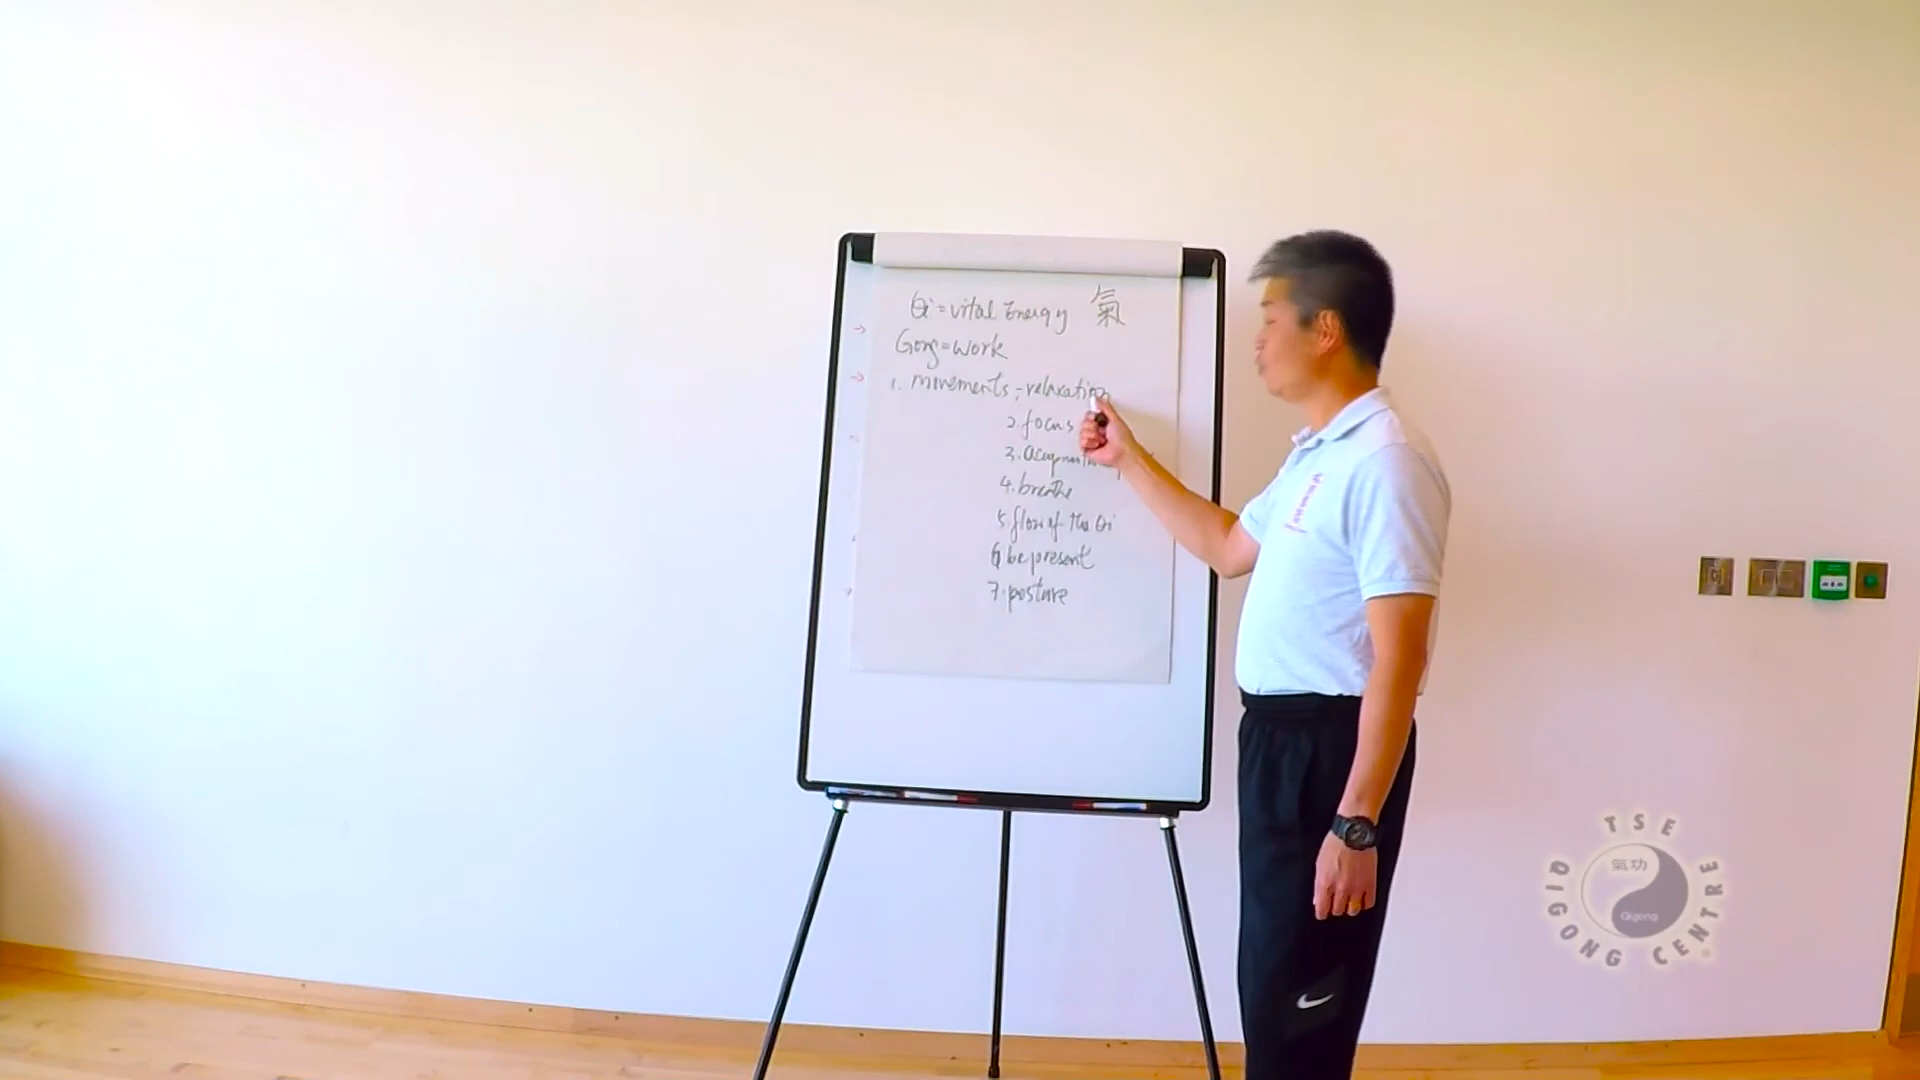 Qi = vital Energy 氣
Gong = work
1. movements, - relaxation
2. focus
3.
4. breathe
5. flow of the Qi
6 be present
7. posture
TSE QIGONG CENTRE
氣功
Qigong